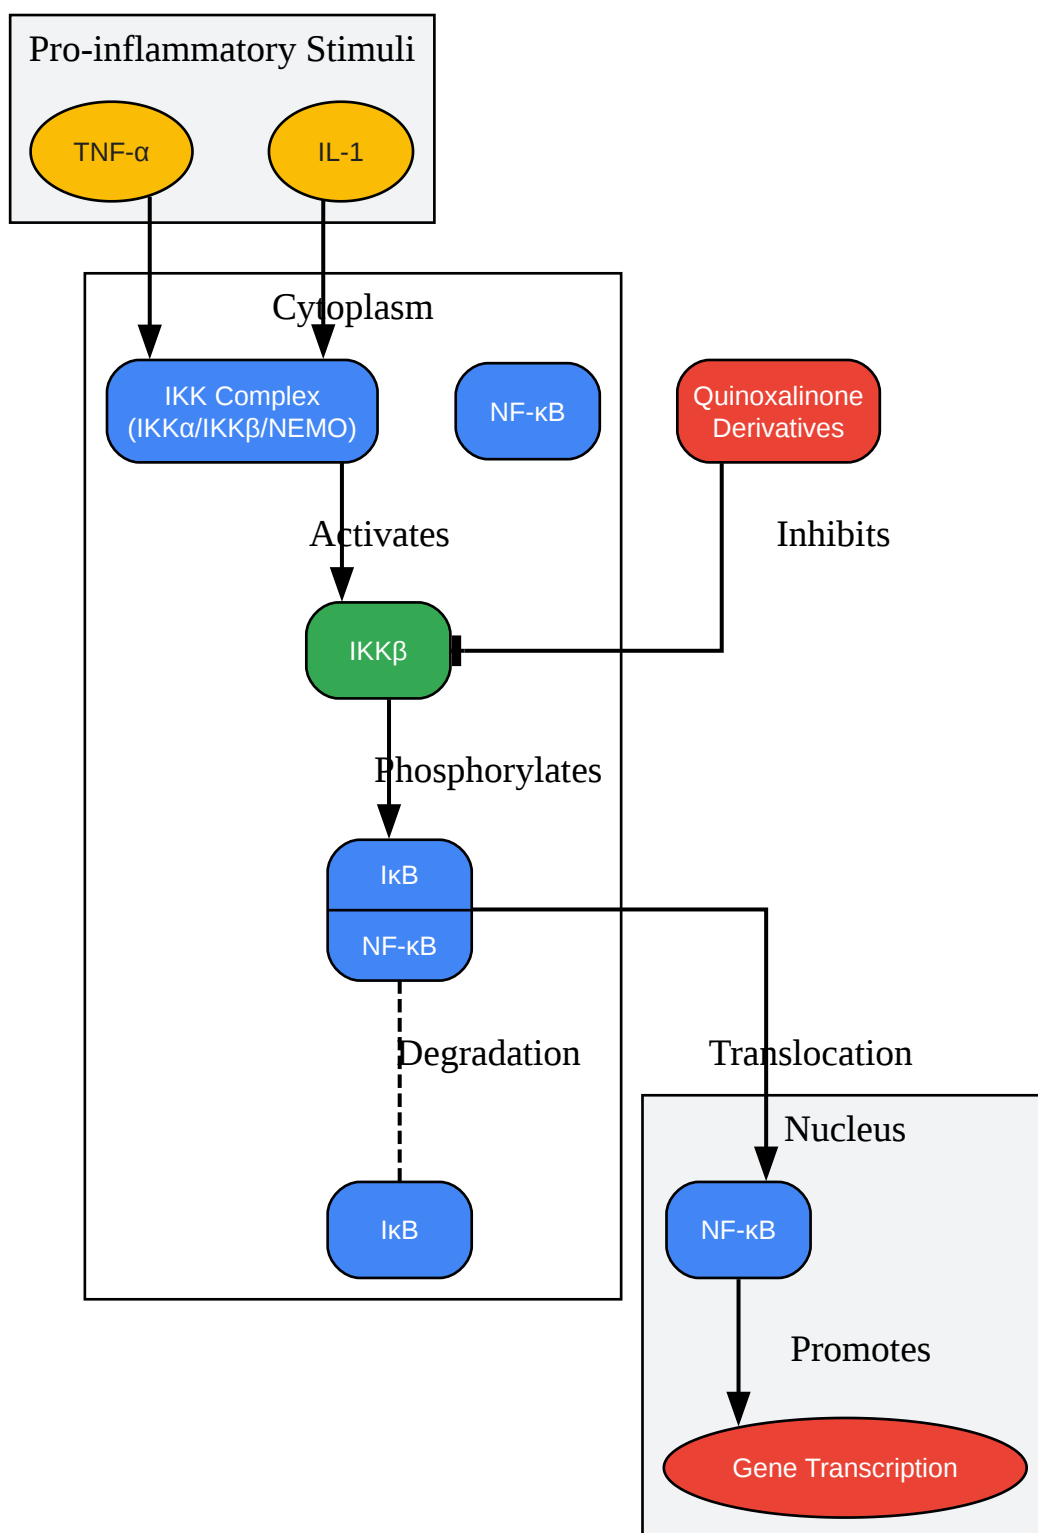 Pro-inflammatory Stimuli
TNF-α
IL-1
Cytoplasm
IKK Complex
(IKKα/IKKβ/NEMO)
NF-κB
Quinoxalinone
Derivatives
Activates
Inhibits
IKKβ
Phosphorylates
IκB
NF-κB
Degradation
Translocation
Nucleus
IκB
NF-κB
Promotes
Gene Transcription